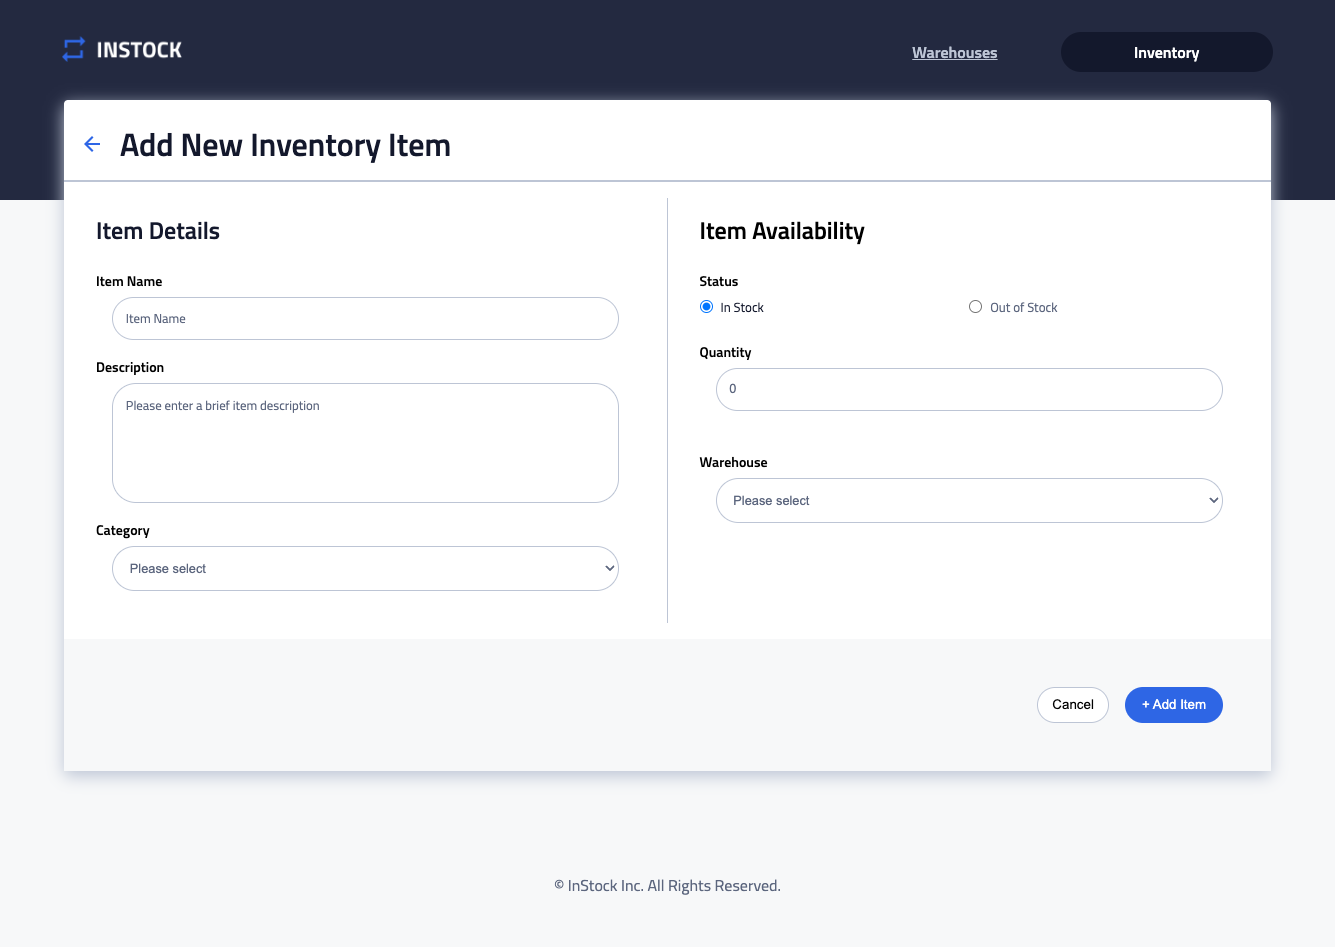 INSTOCK
Warehouses
Inventory
Add New Inventory Item
Item Details
Item Name
Item Name
Description
Please enter a brief item description
Category
Please select
Item Availability
Status
In Stock
Out of Stock
Quantity
0
Warehouse
Please select
Cancel
+ Add Item
© InStock Inc. All Rights Reserved.